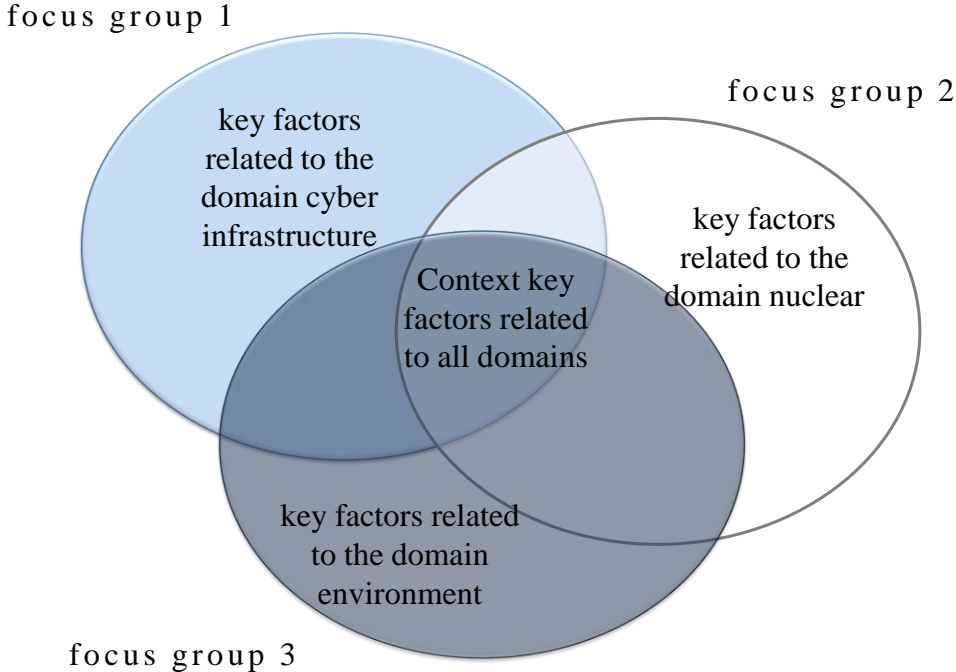 focus group 1
focus group 2
key factors
related to the
domain cyber
infrastructure
key factors
related to the
domain nuclear
Context key
factors related
to all domains
key factors related
to the domain
environment
focus group 3